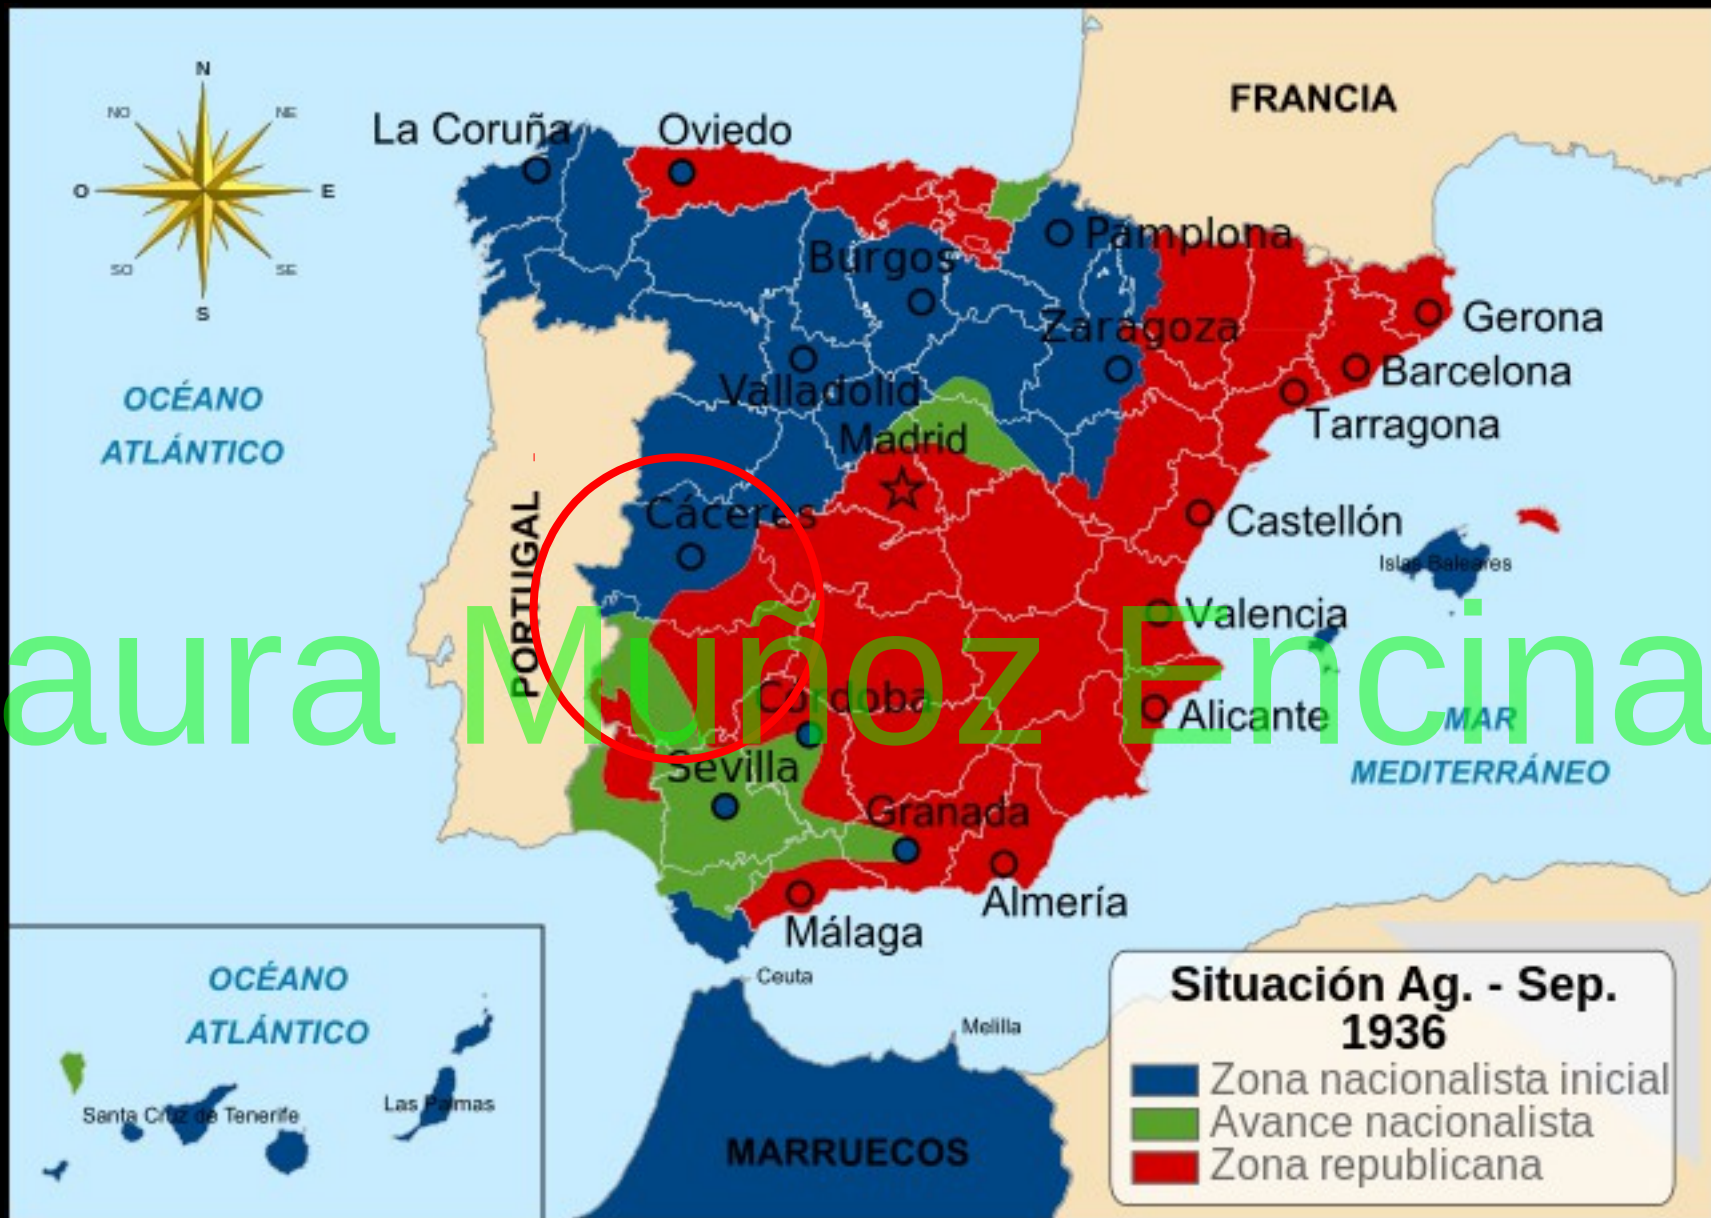 N
NO
NE
O
E
SO
SE
S
FRANCIA
La Coruña
Oviedo
Pamplona
Burgos
Gerona
Zaragoza
Barcelona
Valladolid
Tarragona
OCÉANO
ATLÁNTICO
Madrid
PORTUGAL
Cáceres
Castellón
Islas Baleares
Valencia
aura Muñoz Encina
Córdoba
Alicante
MAR
MEDITERRÁNEO
Sevilla
Granada
Almería
Málaga
Ceuta
Melilla
OCÉANO
ATLÁNTICO
Santa Cruz de Tenerife
Las Palmas
MARRUECOS
Situación Ag. - Sep.
1936
Zona nacionalista inicial
Avance nacionalista
Zona republicana